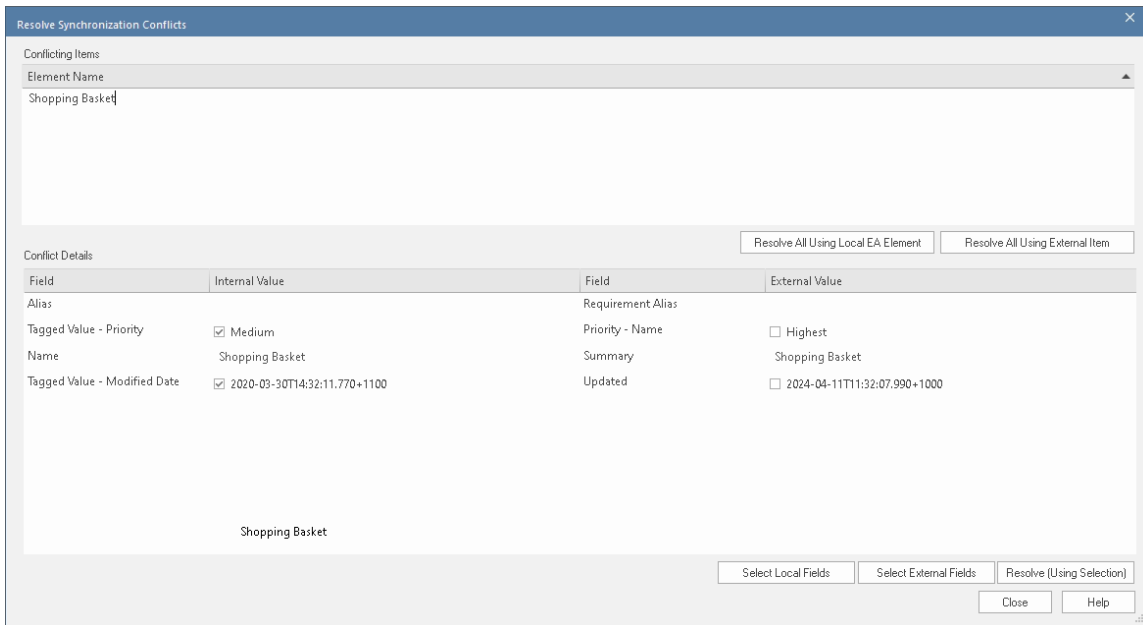 Resolve Synchronization Conflicts
Conflicting Items
Element Name
Shopping Basket
Resolve All Using Local EA Element Resolve All Using External Item
Conflict Details
Field Internal Value Field External Value
Alias Requirement Alias
Tagged Value - Priority Medium Priority - Name Highest
Name Shopping Basket Summary Shopping Basket
Tagged Value - Modified Date 2020-03-30T14:32:11.770+1100 Updated 2024-04-11T11:32:07.990+1000
Shopping Basket
Select Local Fields Select External Fields Resolve (Using Selection)
Close Help